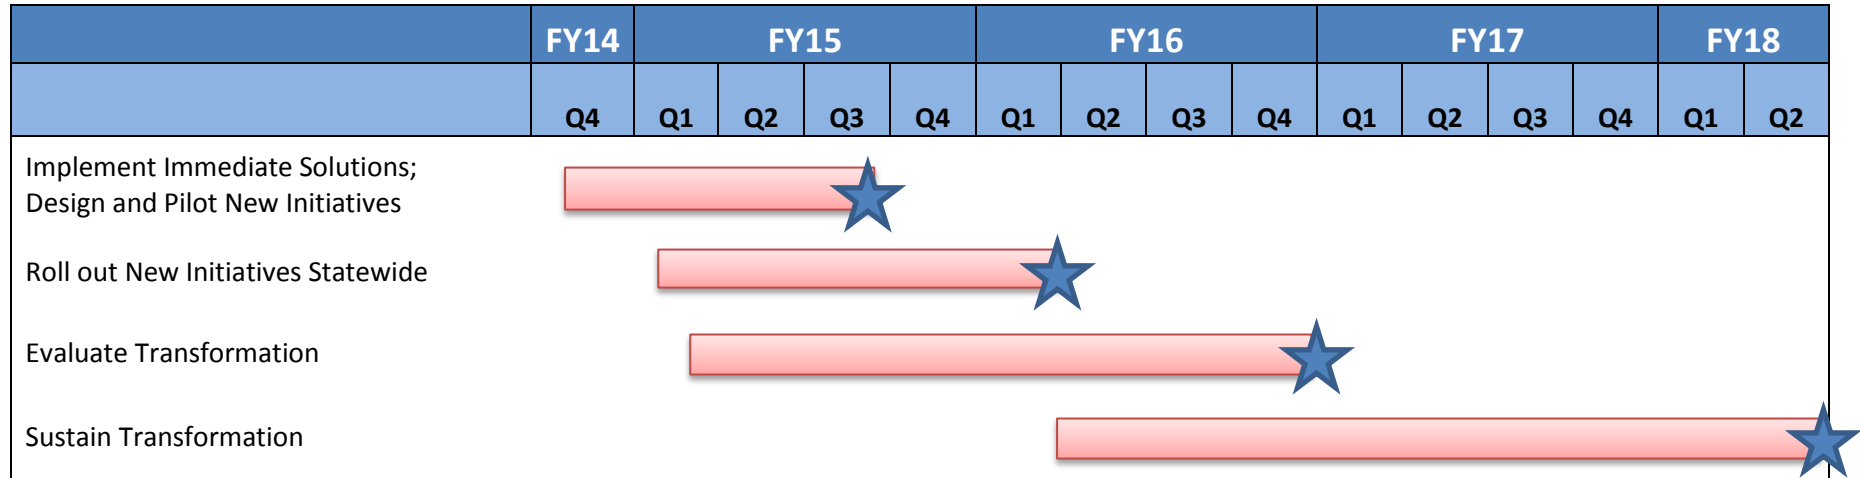 FY14 FY15 FY16 FY17 FY18
Q4 Q1 Q2 Q3 Q4 Q1 Q2 Q3 Q4 Q1 Q2 Q3 Q4 Q1 Q2
Implement Immediate Solutions;
Design and Pilot New Initiatives
Roll out New Initiatives Statewide
Evaluate Transformation
Sustain Transformation